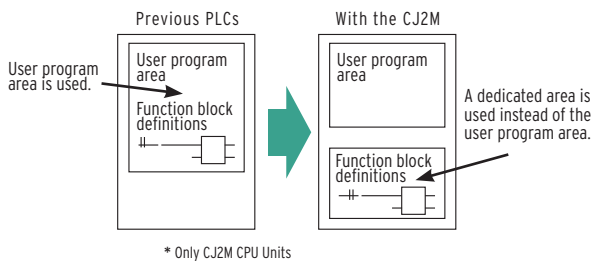 Previous PLCs
With the CJ2M
User program
area is used.
User program
area
Function block
definitions
User program
area
Function block
definitions
A dedicated area is
used instead of the
user program area.
* Only CJ2M CPU Units